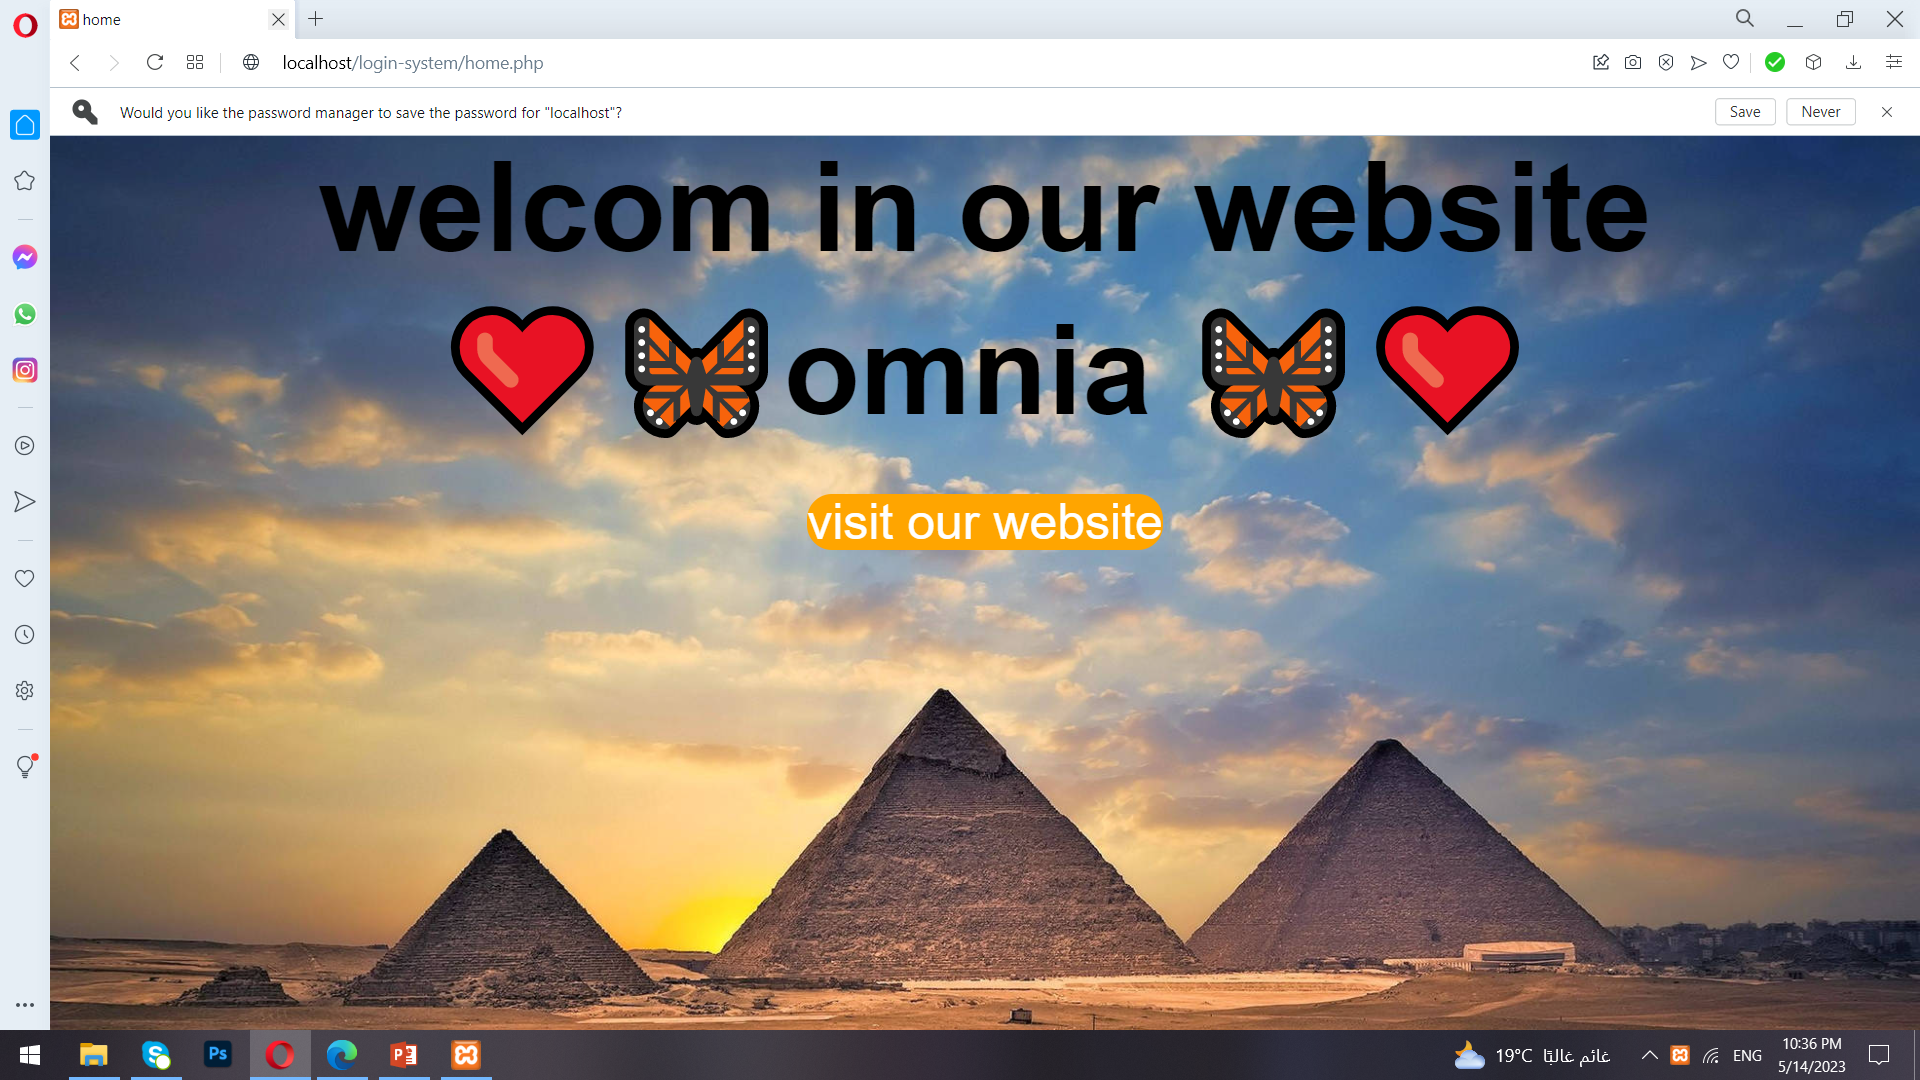 home
localhost/login-system/home.php
Would you like the password manager to save the password for "localhost"?
Save
Never
welcom in our website
omnia
visit our website
Ps
19°C غائم غالبًا
ENG
10:36 PM
5/14/2023